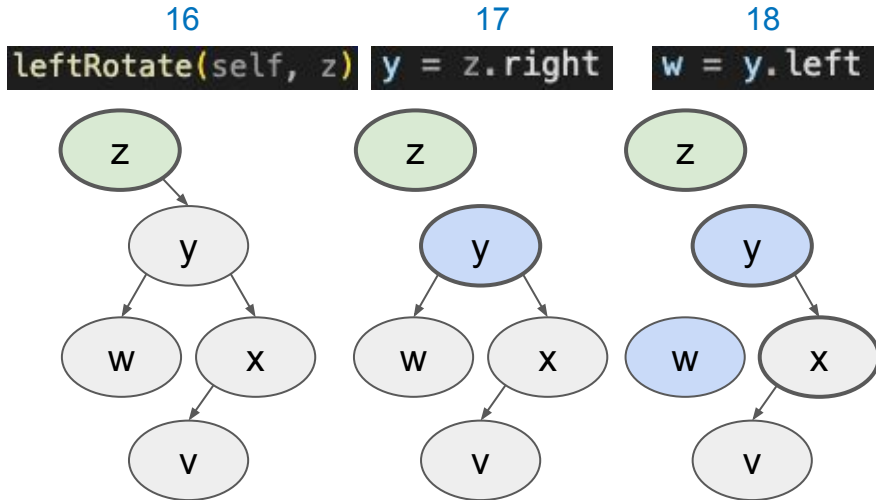 16 17 18
leftRotate(self, z) y = z.right w = y.left
z z z
y y y
w x w x w x
v v v